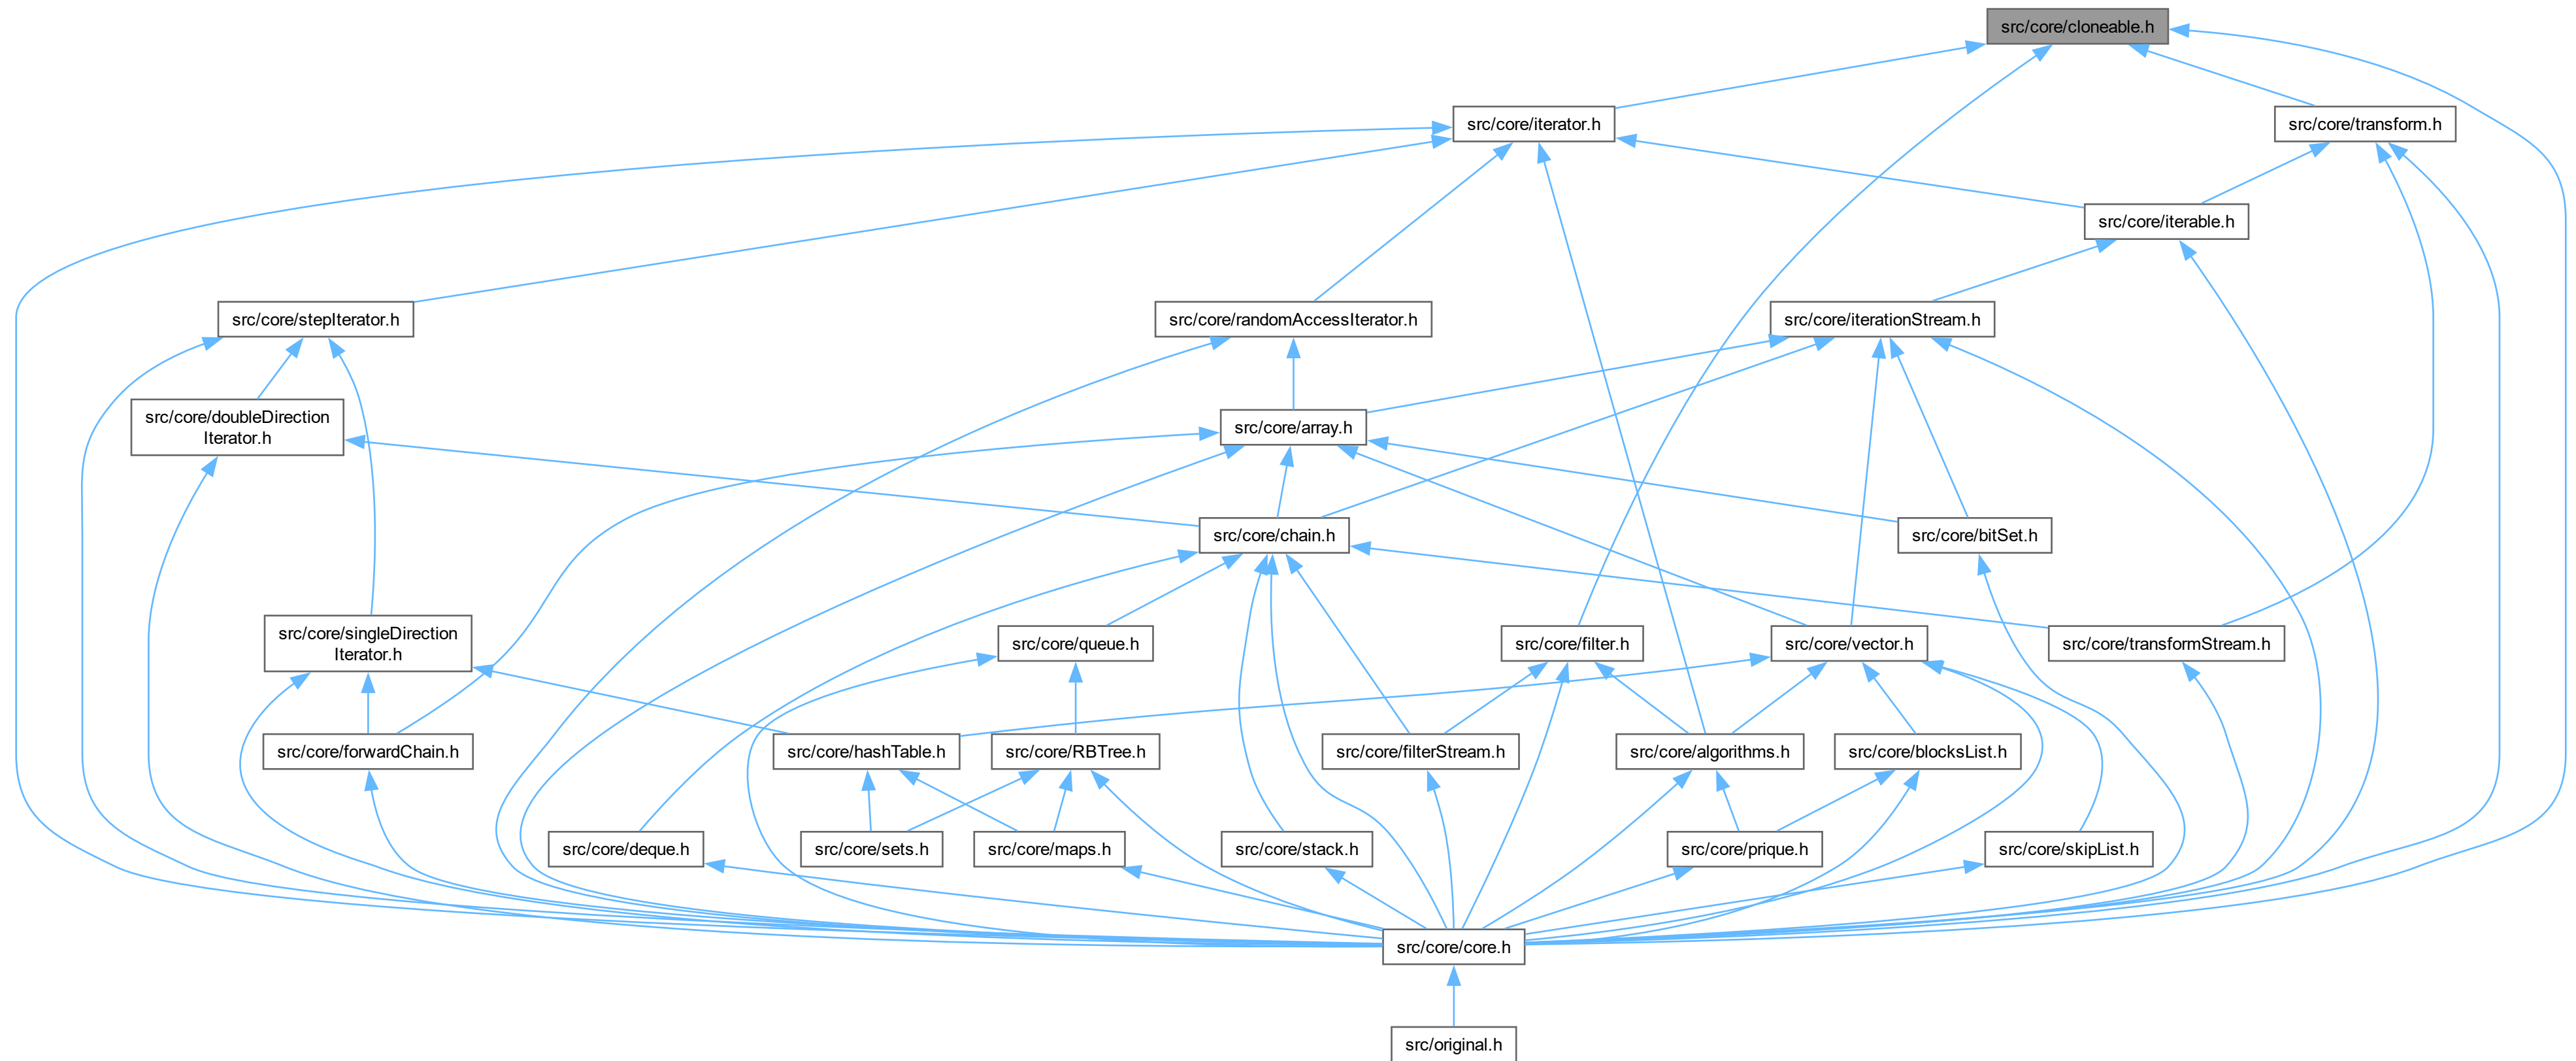 src/core/cloneable.h
src/core/iterator.h
src/core/transform.h
src/core/iterable.h
src/core/stepIterator.h
src/core/randomAccessIterator.h
src/core/iterationStream.h
src/core/doubleDirection
Iterator.h
src/core/array.h
src/core/chain.h
src/core/bitSet.h
src/core/singleDirection
Iterator.h
src/core/queue.h
src/core/filter.h
src/core/vector.h
src/core/transformStream.h
src/core/forwardChain.h
src/core/hashTable.h
src/core/RBTree.h
src/core/filterStream.h
src/core/algorithms.h
src/core/blocksList.h
src/core/deque.h
src/core/sets.h
src/core/maps.h
src/core/stack.h
src/core/prique.h
src/core/skipList.h
src/core/core.h
src/original.h